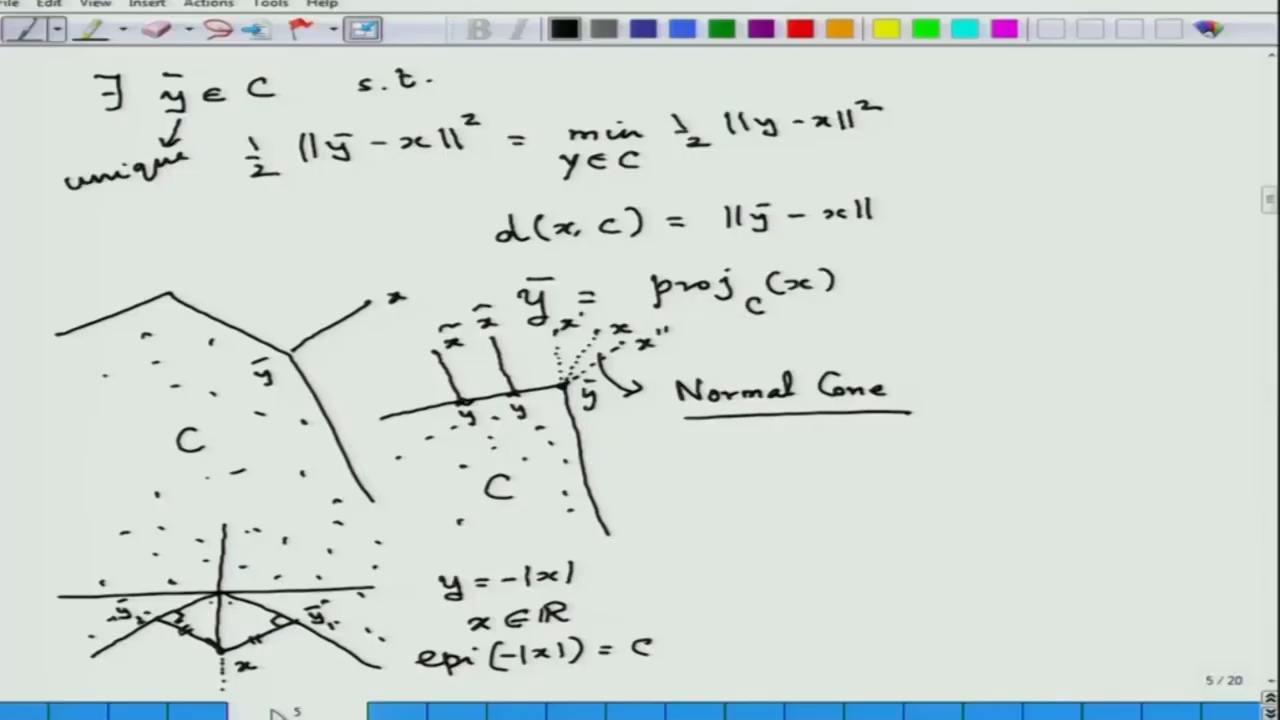 File Edit View Insert Actions Tools Help
∃ ȳ ∈ C s.t.
unique ½ ||ȳ - x||² = min ½ ||y - x||²
y ∈ C
d(x, C) = ||ȳ - x||
ȳ = proj_C(x)
x
x̃ x̂ x' x x"
ȳ
y y ȳ
Normal Cone
C
C
y = -|x|
x ∈ ℝ
ȳ₂ ȳ₁
epi(-|x|) = C
x
5 / 20
5